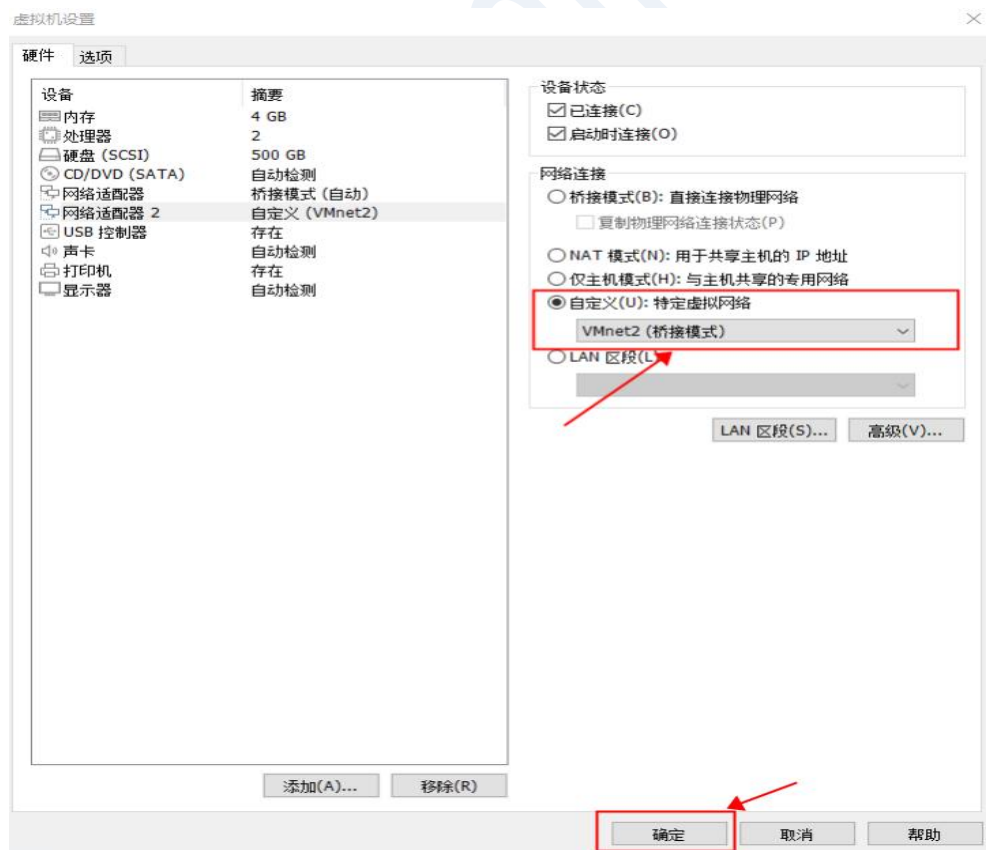 虚拟机设置
硬件 选项
设备 摘要
内存 4 GB
处理器 2
硬盘 (SCSI) 500 GB
CD/DVD (SATA) 自动检测
网络适配器 桥接模式 (自动)
网络适配器 2 自定义 (VMnet2)
USB 控制器 存在
声卡 自动检测
打印机 存在
显示器 自动检测
添加(A)... 移除(R)
设备状态
已连接(C)
启动时连接(O)
网络连接
桥接模式(B): 直接连接物理网络
复制物理网络连接状态(P)
NAT 模式(N): 用于共享主机的 IP 地址
仅主机模式(H): 与主机共享的专用网络
自定义(U): 特定虚拟网络
VMnet2 (桥接模式)
LAN 区段(L
LAN 区段(S)... 高级(V)...
确定 取消 帮助